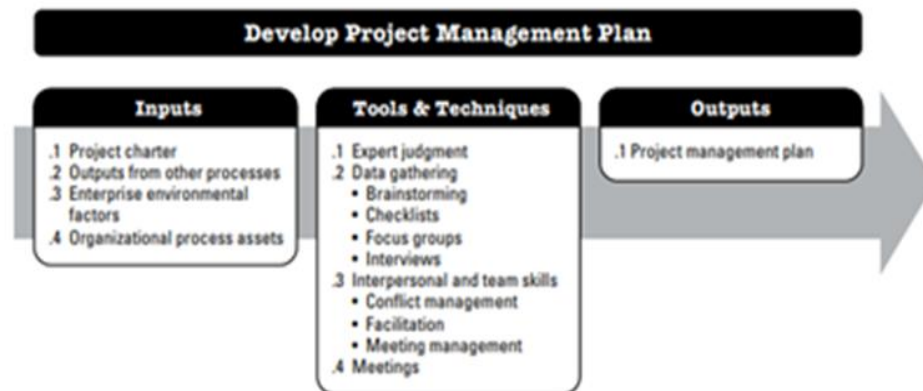 Develop Project Management Plan
Inputs
.1 Project charter
.2 Outputs from other processes
.3 Enterprise environmental
factors
.4 Organizational process assets
Tools & Techniques
.1 Expert judgment
.2 Data gathering
• Brainstorming
• Checklists
• Focus groups
• Interviews
.3 Interpersonal and team skills
• Conflict management
• Facilitation
• Meeting management
.4 Meetings
Outputs
.1 Project management plan